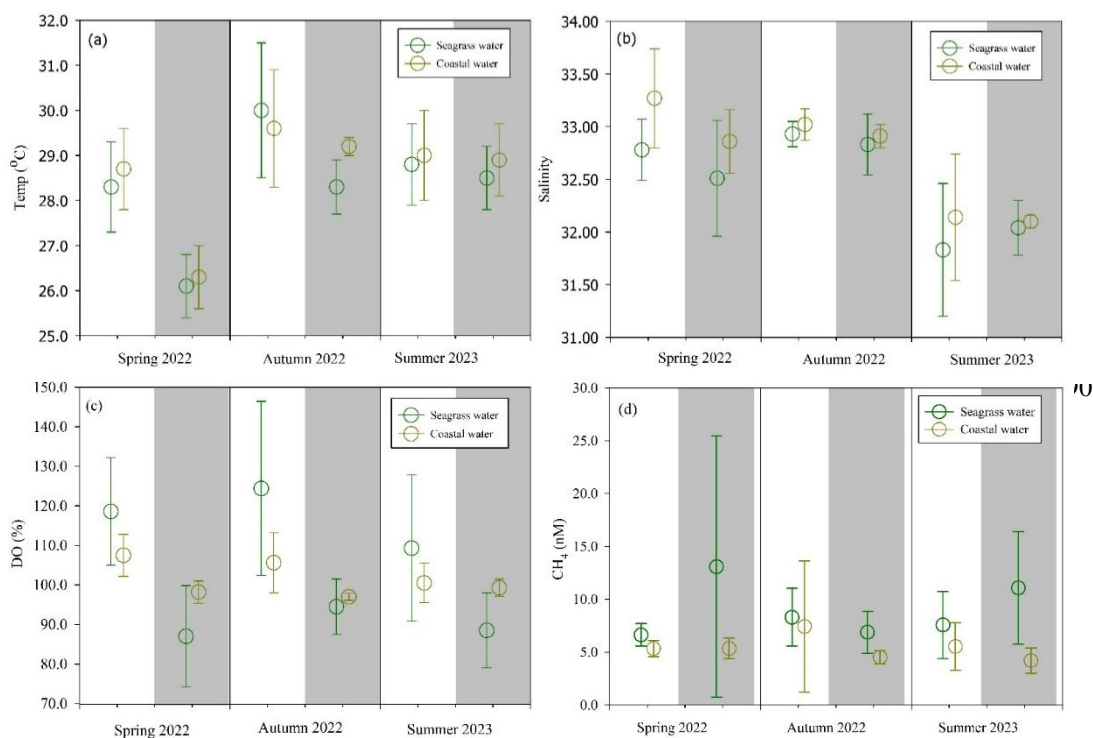 (a)
Seagrass water
Coastal water
Temp (⁰C)
32.0
31.0
30.0
29.0
28.0
27.0
26.0
25.0
Spring 2022
Autumn 2022
Summer 2023
(b)
Seagrass water
Coastal water
Salinity
34.00
33.50
33.00
32.50
32.00
31.50
31.00
Spring 2022
Autumn 2022
Summer 2023
(c)
Seagrass water
Coastal water
DO (%)
150.0
140.0
130.0
120.0
110.0
100.0
90.0
80.0
70.0
Spring 2022
Autumn 2022
Summer 2023
(d)
Seagrass water
Coastal water
CH₄ (nM)
30.0
25.0
20.0
15.0
10.0
5.0
0.0
Spring 2022
Autumn 2022
Summer 2023